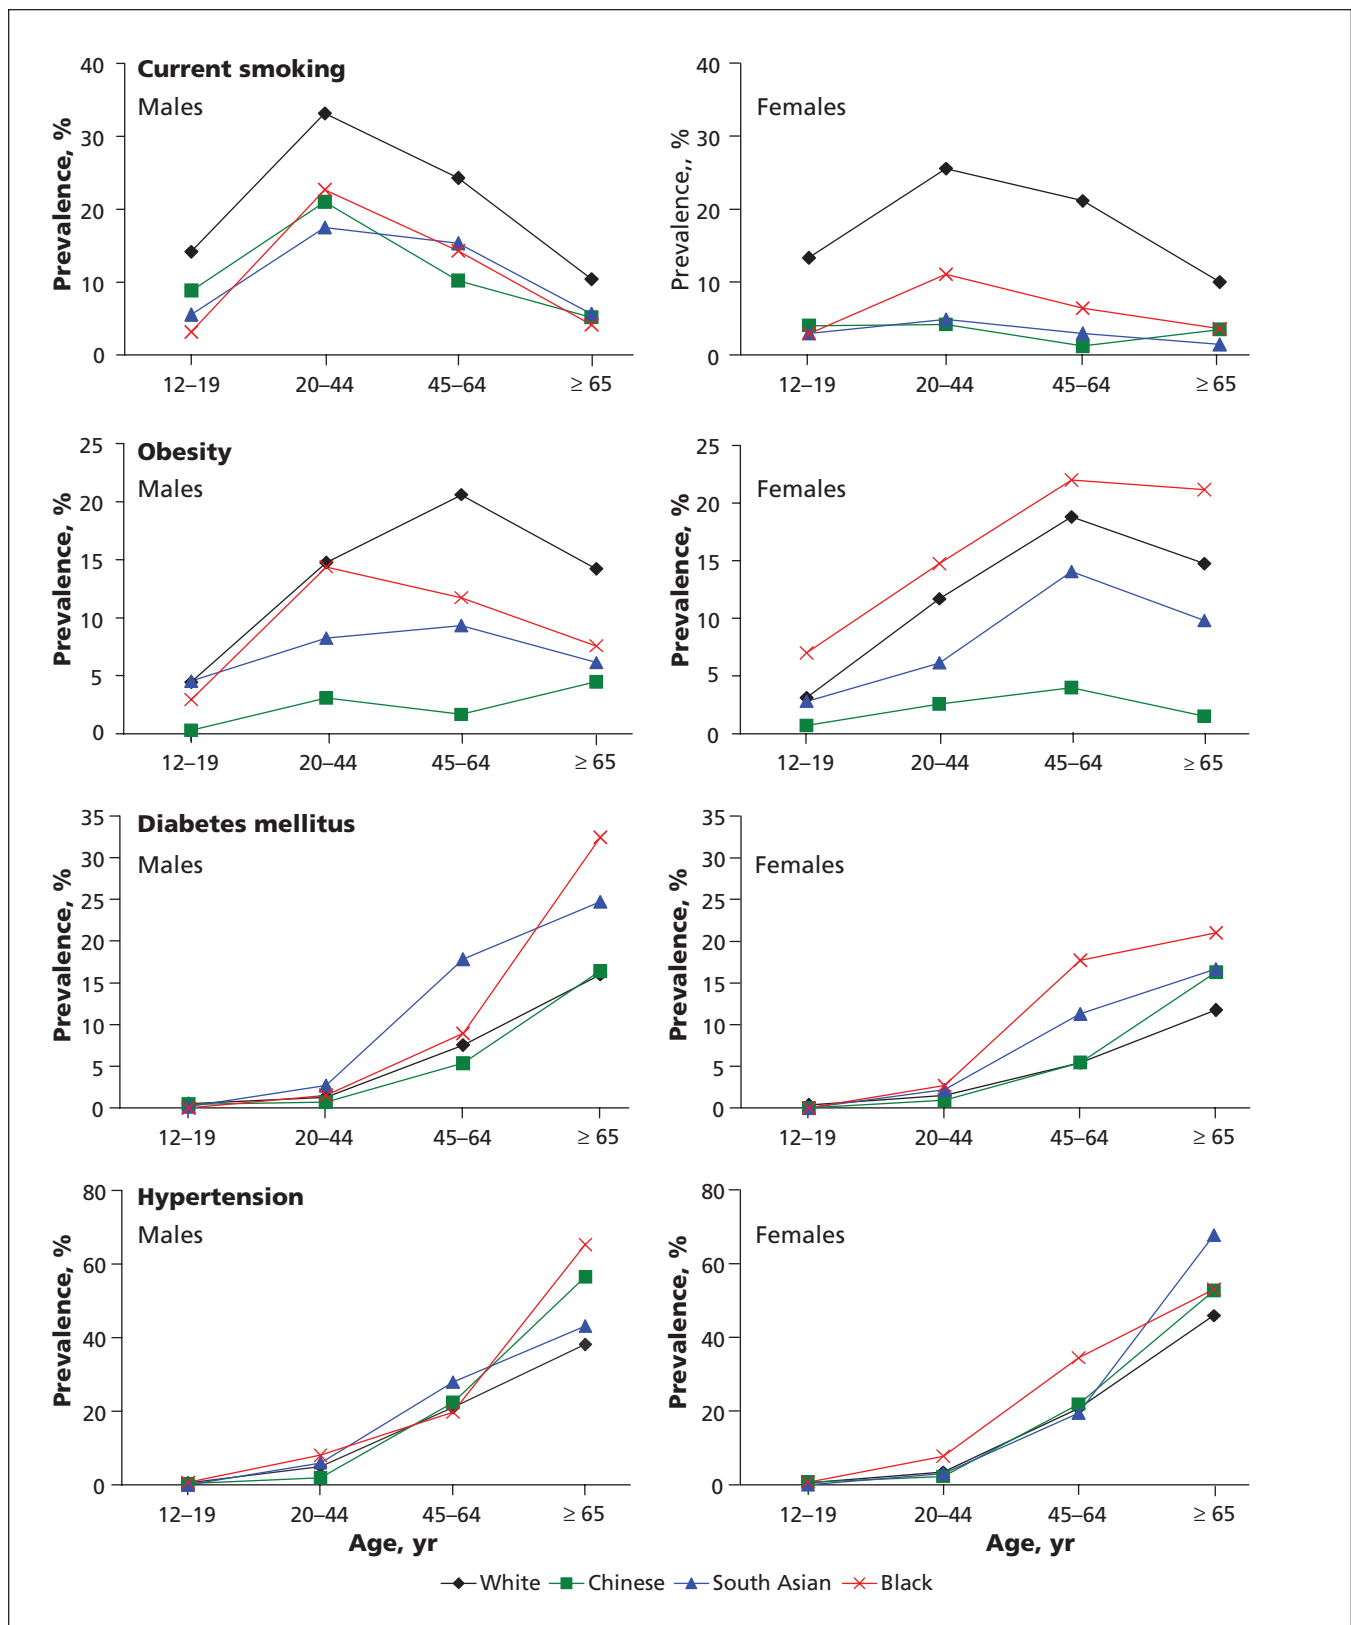 Current smoking
Males
Prevalence, %
40
30
20
10
0
12–19 20–44 45–64 ≥ 65
Females
Prevalence,, %
40
30
20
10
0
12–19 20–44 45–64 ≥ 65
Obesity
Males
Prevalence, %
25
20
15
10
5
0
12–19 20–44 45–64 ≥ 65
Females
Prevalence, %
25
20
15
10
5
0
12–19 20–44 45–64 ≥ 65
Diabetes mellitus
Males
Prevalence, %
35
30
25
20
15
10
5
0
12–19 20–44 45–64 ≥ 65
Females
Prevalence, %
35
30
25
20
15
10
5
0
12–19 20–44 45–64 ≥ 65
Hypertension
Males
Prevalence, %
80
60
40
20
0
12–19 20–44 45–64 ≥ 65
Age, yr
Females
Prevalence, %
80
60
40
20
0
12–19 20–44 45–64 ≥ 65
Age, yr
White Chinese South Asian Black